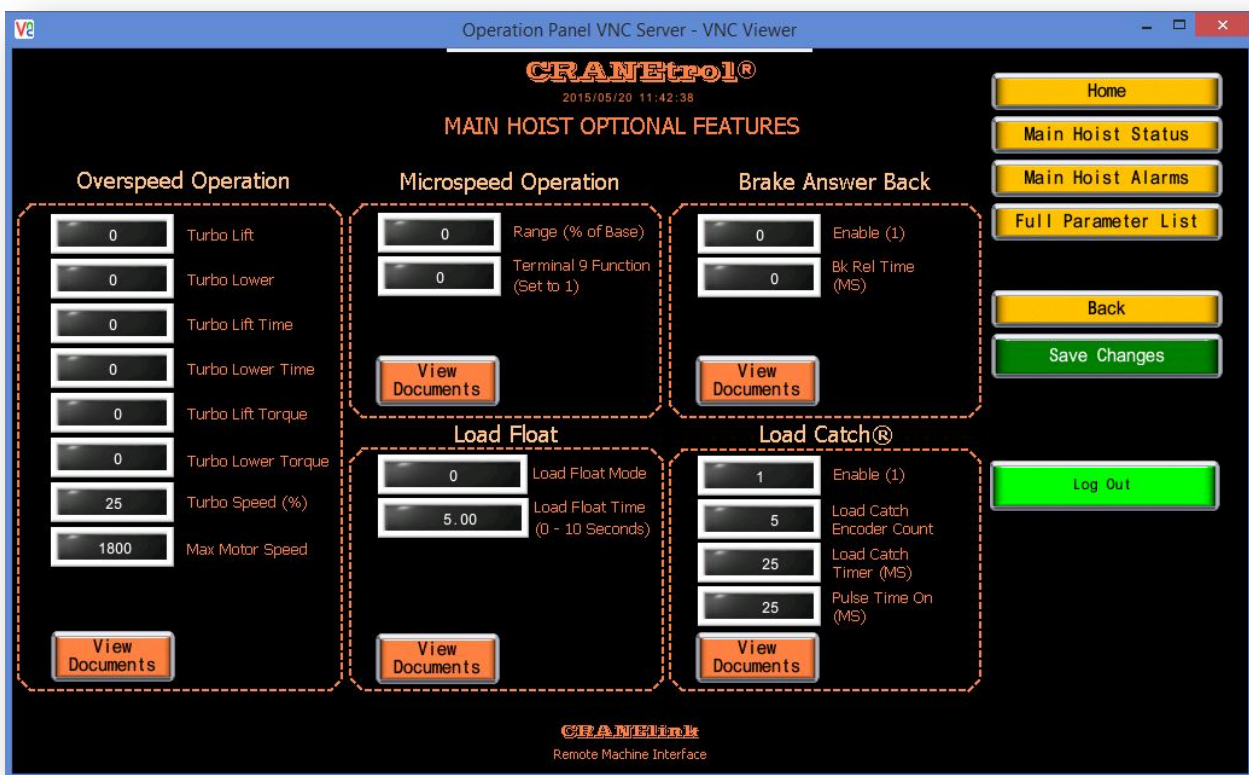 V2
Operation Panel VNC Server - VNC Viewer
CRANEtrol®
2015/05/20 11:42:38
MAIN HOIST OPTIONAL FEATURES
Overspeed Operation
0 Turbo Lift
0 Turbo Lower
0 Turbo Lift Time
0 Turbo Lower Time
0 Turbo Lift Torque
0 Turbo Lower Torque
25 Turbo Speed (%)
1800 Max Motor Speed
View
Documents
Microspeed Operation
0 Range (% of Base)
0 Terminal 9 Function
(Set to 1)
View
Documents
Brake Answer Back
0 Enable (1)
0 Bk Rel Time
(MS)
View
Documents
Load Float
0 Load Float Mode
5.00 Load Float Time
(0 - 10 Seconds)
View
Documents
Load Catch®
1 Enable (1)
5 Load Catch
Encoder Count
25 Load Catch
Timer (MS)
25 Pulse Time On
(MS)
View
Documents
Home
Main Hoist Status
Main Hoist Alarms
Full Parameter List
Back
Save Changes
Log Out
CRANElink
Remote Machine Interface